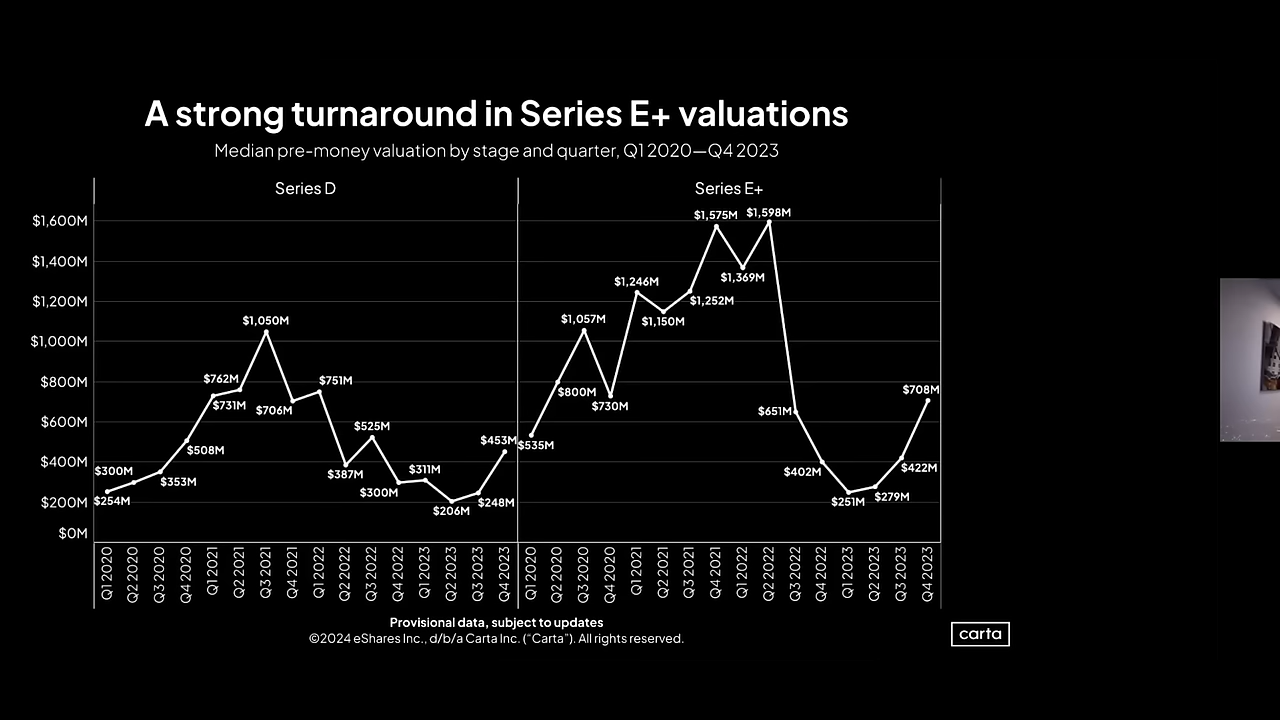 A strong turnaround in Series E+ valuations
Median pre-money valuation by stage and quarter, Q1 2020—Q4 2023
Series D
Series E+
$1,600M
$1,400M
$1,200M
$1,000M
$800M
$600M
$400M
$200M
$0M
$254M
$300M
$353M
$508M
$731M
$762M
$1,050M
$706M
$751M
$387M
$525M
$300M
$311M
$206M
$248M
$453M
$535M
$800M
$1,057M
$730M
$1,246M
$1,150M
$1,252M
$1,575M
$1,369M
$1,598M
$651M
$402M
$251M
$279M
$422M
$708M
Q1 2020
Q2 2020
Q3 2020
Q4 2020
Q1 2021
Q2 2021
Q3 2021
Q4 2021
Q1 2022
Q2 2022
Q3 2022
Q4 2022
Q1 2023
Q2 2023
Q3 2023
Q4 2023
Q1 2020
Q2 2020
Q3 2020
Q4 2020
Q1 2021
Q2 2021
Q3 2021
Q4 2021
Q1 2022
Q2 2022
Q3 2022
Q4 2022
Q1 2023
Q2 2023
Q3 2023
Q4 2023
Provisional data, subject to updates
©2024 eShares Inc., d/b/a Carta Inc. (“Carta”). All rights reserved.
carta